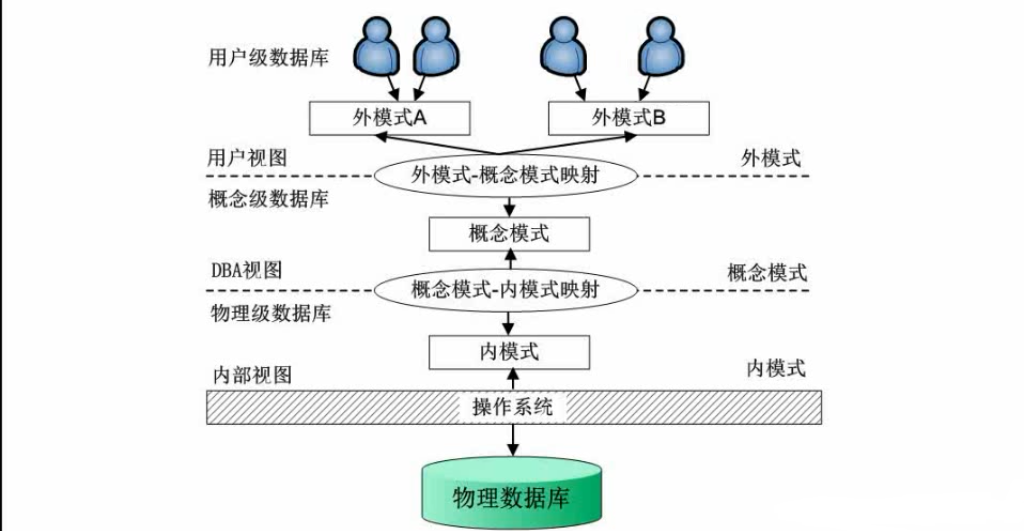 用户级数据库
外模式A
外模式B
用户视图
外模式
外模式-概念模式映射
概念级数据库
概念模式
DBA视图
概念模式
概念模式-内模式映射
物理级数据库
内模式
内部视图
内模式
操作系统
物理数据库